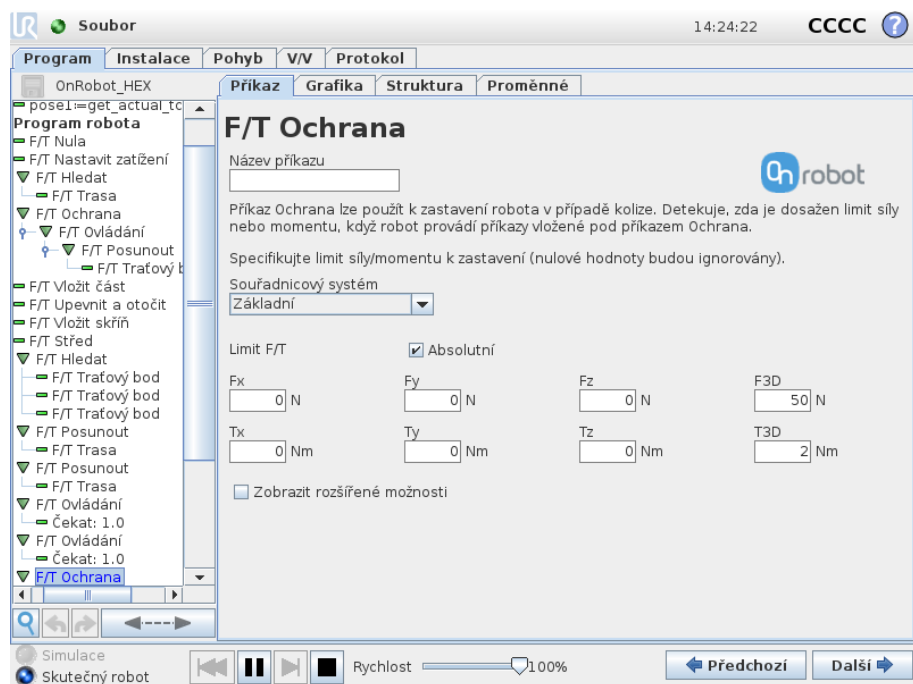 Soubor
14:24:22
CCCC
?
Program
Instalace
Pohyb
V/V
Protokol
OnRobot_HEX
Příkaz
Grafika
Struktura
Proměnné
pose1:=get_actual_tc
Program robota
F/T Nula
F/T Nastavit zatížení
F/T Hledat
F/T Trasa
F/T Ochrana
F/T Ovládání
F/T Posunout
F/T Traťový b
F/T Vložit část
F/T Upevnit a otočit
F/T Vložit skříň
F/T Střed
F/T Hledat
F/T Traťový bod
F/T Traťový bod
F/T Traťový bod
F/T Posunout
F/T Trasa
F/T Posunout
F/T Trasa
F/T Ovládání
Čekat: 1.0
F/T Ovládání
Čekat: 1.0
F/T Ochrana
F/T Ochrana
Název příkazu
On robot
Příkaz Ochrana lze použít k zastavení robota v případě kolize. Detekuje, zda je dosažen limit síly
nebo momentu, když robot provádí příkazy vložené pod příkazem Ochrana.
Specifikujte limit síly/momentu k zastavení (nulové hodnoty budou ignorovány).
Souřadnicový systém
Základní
Limit F/T
Absolutní
Fx Fy Fz F3D
0 N 0 N 0 N 50 N
Tx Ty Tz T3D
0 Nm 0 Nm 0 Nm 2 Nm
Zobrazit rozšířené možnosti
Simulace
Skutečný robot
Rychlost 100%
Předchozí
Další